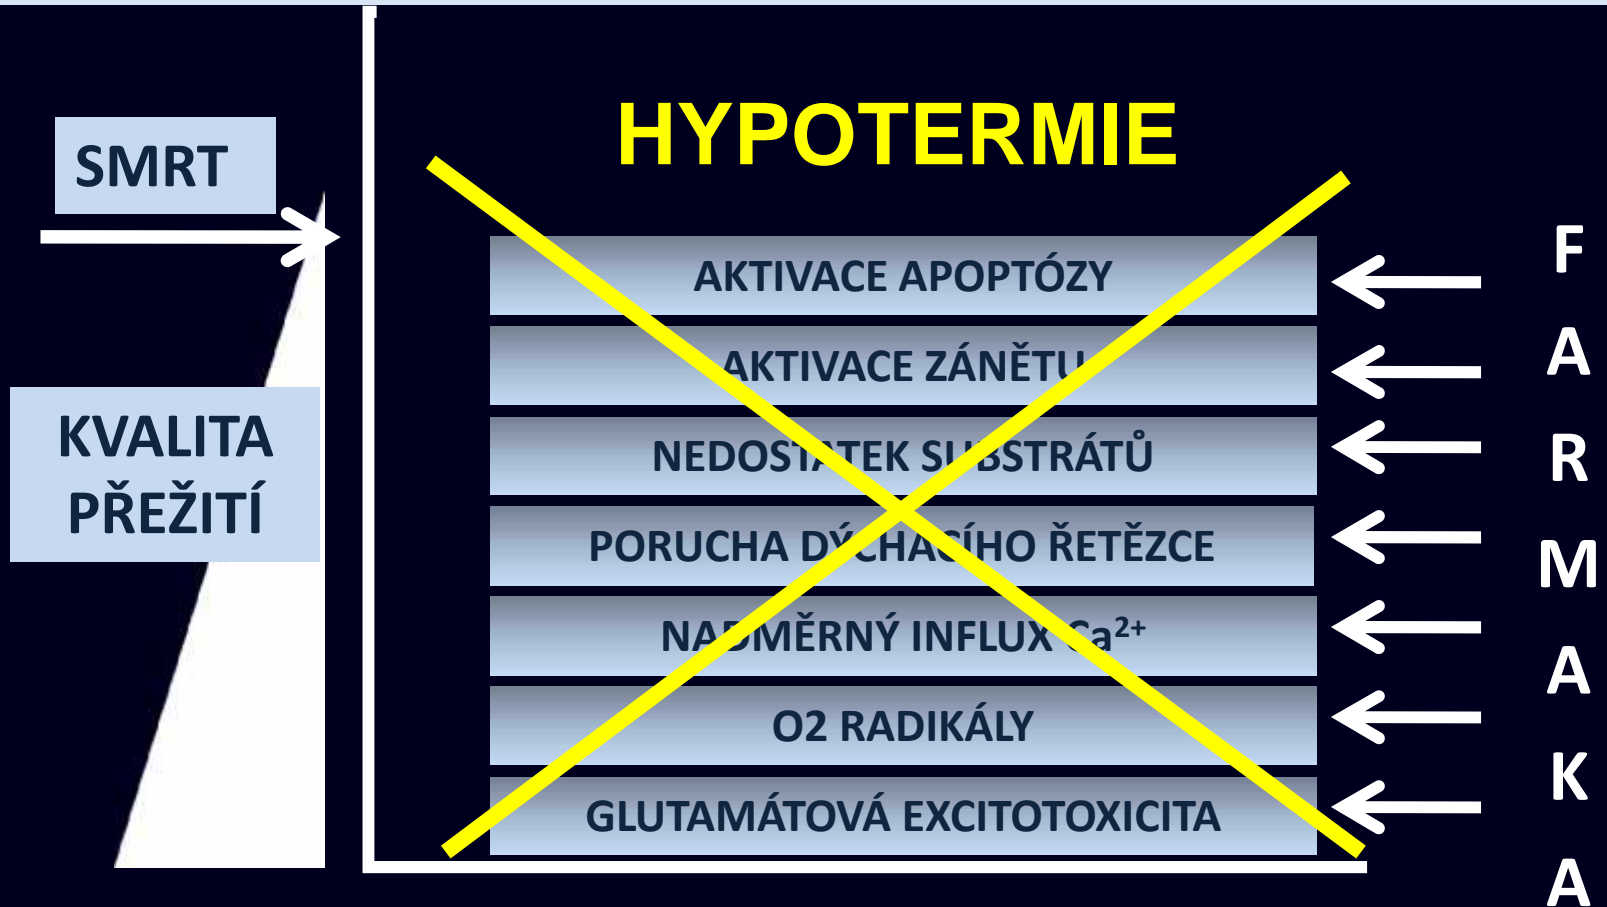 HYPOTERMIE
SMRT
KVALITA
PŘEŽITÍ
AKTIVACE APOPTÓZY
AKTIVACE ZÁNĚTU
NEDOSTATEK SUBSTRÁTŮ
PORUCHA DÝCHACÍHO ŘETĚZCE
NADMĚRNÝ INFLUX Ca²⁺
O2 RADIKÁLY
GLUTAMÁTOVÁ EXCITOTOXICITA
F
A
R
M
A
K
A